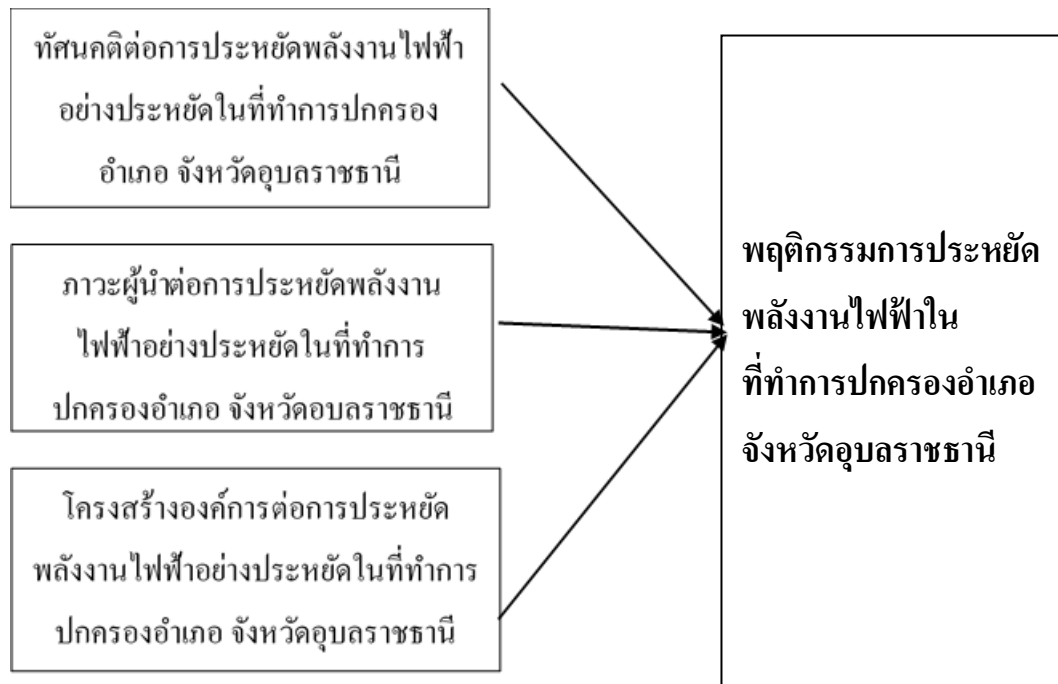 ทัศนคติต่อการประหยัดพลังงานไฟฟ้า
อย่างประหยัดในที่ทำการปกครอง
อำเภอ จังหวัดอุบลราชธานี
ภาวะผู้นำต่อการประหยัดพลังงาน
ไฟฟ้าอย่างประหยัดในที่ทำการ
ปกครองอำเภอ จังหวัดอุบลราชธานี
โครงสร้างองค์การต่อการประหยัด
พลังงานไฟฟ้าอย่างประหยัดในที่ทำการ
ปกครองอำเภอ จังหวัดอุบลราชธานี
พฤติกรรมการประหยัด
พลังงานไฟฟ้าใน
ที่ทำการปกครองอำเภอ
จังหวัดอุบลราชธานี